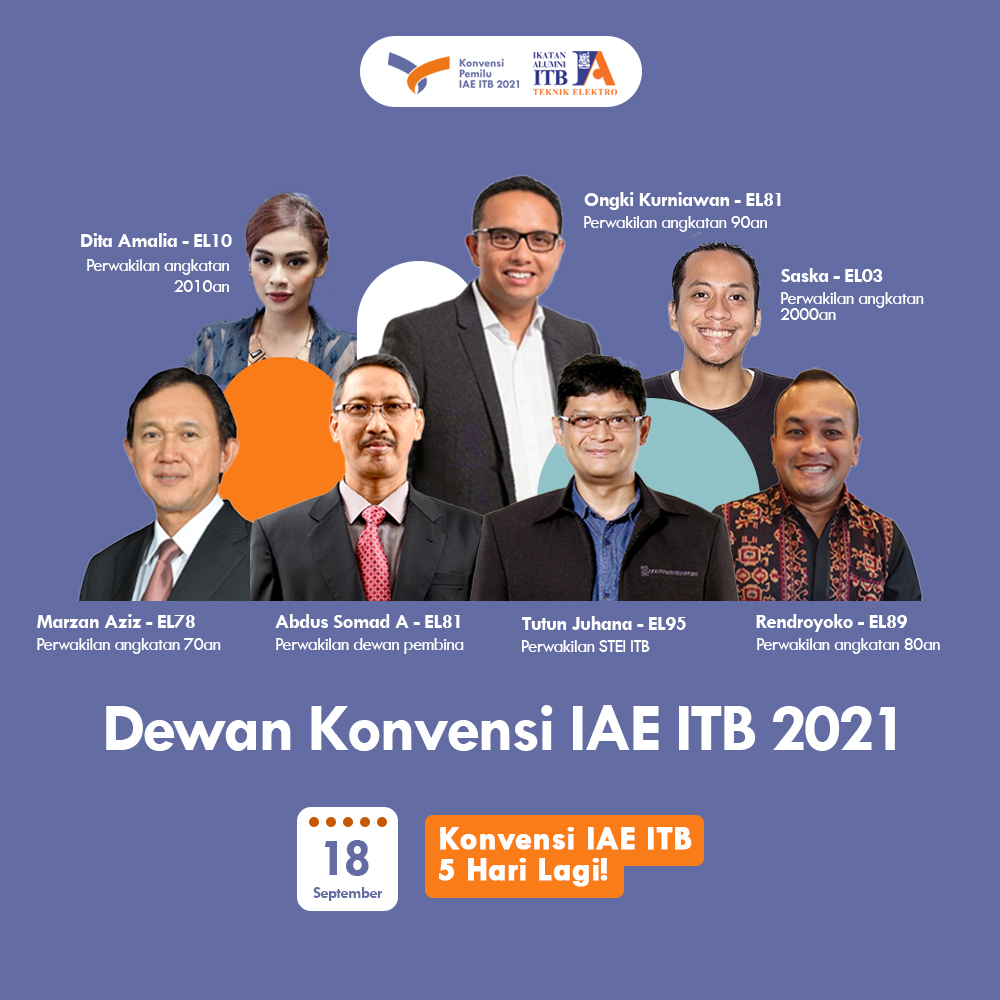 Konvensi
Pemilu
IAE ITB 2021
IKATAN
ALUMNI
ITB
IA
TEKNIK ELEKTRO
Ongki Kurniawan - EL81
Perwakilan angkatan 90an
Dita Amalia - EL10
Perwakilan angkatan
2010an
Saska - EL03
Perwakilan angkatan
2000an
Marzan Aziz - EL78
Perwakilan angkatan 70an
Abdus Somad A - EL81
Perwakilan dewan pembina
Tutun Juhana - EL95
Perwakilan STEI ITB
Rendroyoko - EL89
Perwakilan angkatan 80an
Dewan Konvensi IAE ITB 2021
18
September
Konvensi IAE ITB
5 Hari Lagi!